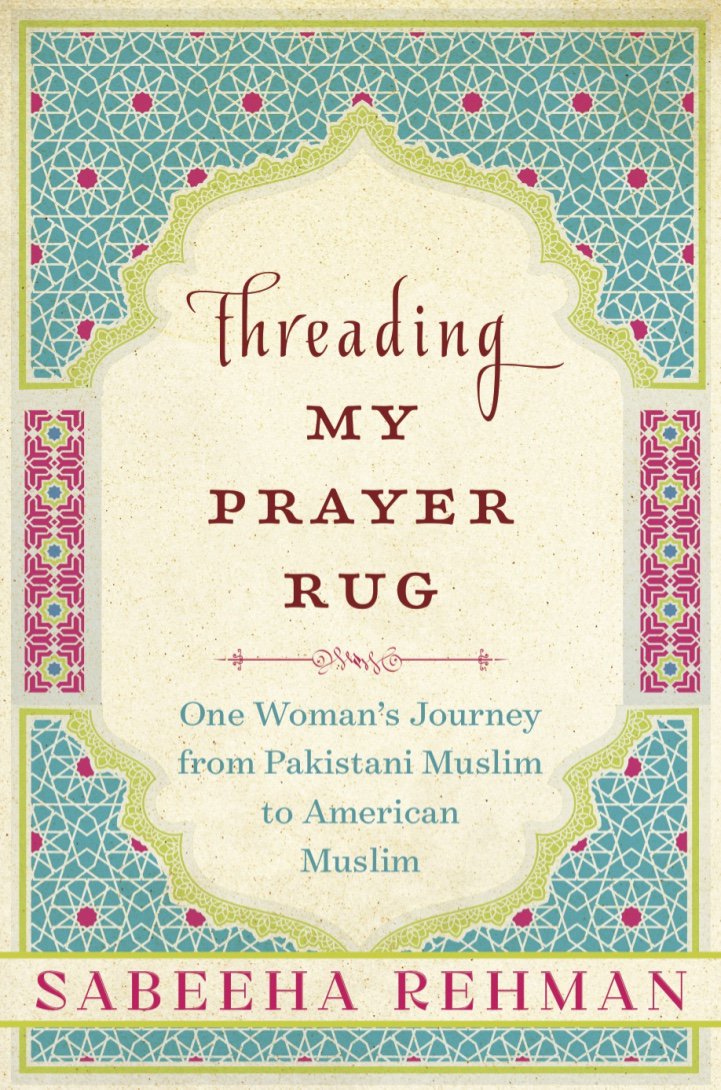 Threading
MY
PRAYER
RUG
One Woman's Journey
from Pakistani Muslim
to American
Muslim
SABEEHA REHMAN